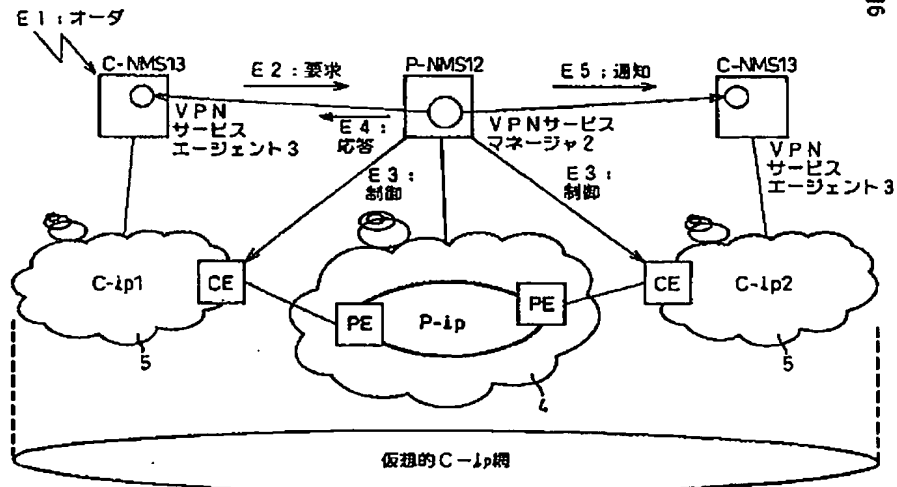 E1:オーダ
C-NMS13
E2:要求
P-NMS12
E5:通知
C-NMS13
VPN
サービス
エージェント3
E4:
応答
VPNサービス
マネージャ2
VPN
サービス
エージェント3
E3:
制御
E3:
制御
C-ip1
CE
PE
P-ip
PE
CE
C-ip2
5
4
5
仮想的C-ip網